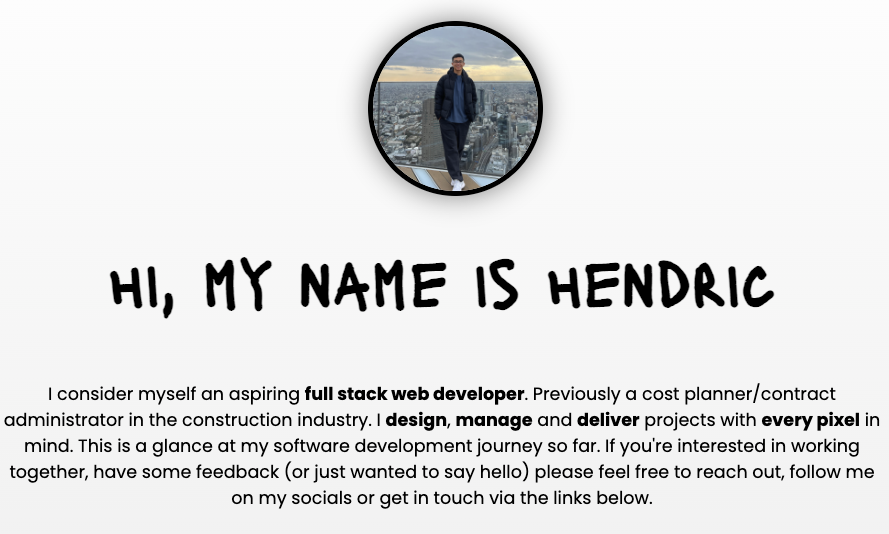 HI, MY NAME IS HENDRIC
I consider myself an aspiring full stack web developer. Previously a cost planner/contract
administrator in the construction industry. I design, manage and deliver projects with every pixel in
mind. This is a glance at my software development journey so far. If you're interested in working
together, have some feedback (or just wanted to say hello) please feel free to reach out, follow me
on my socials or get in touch via the links below.